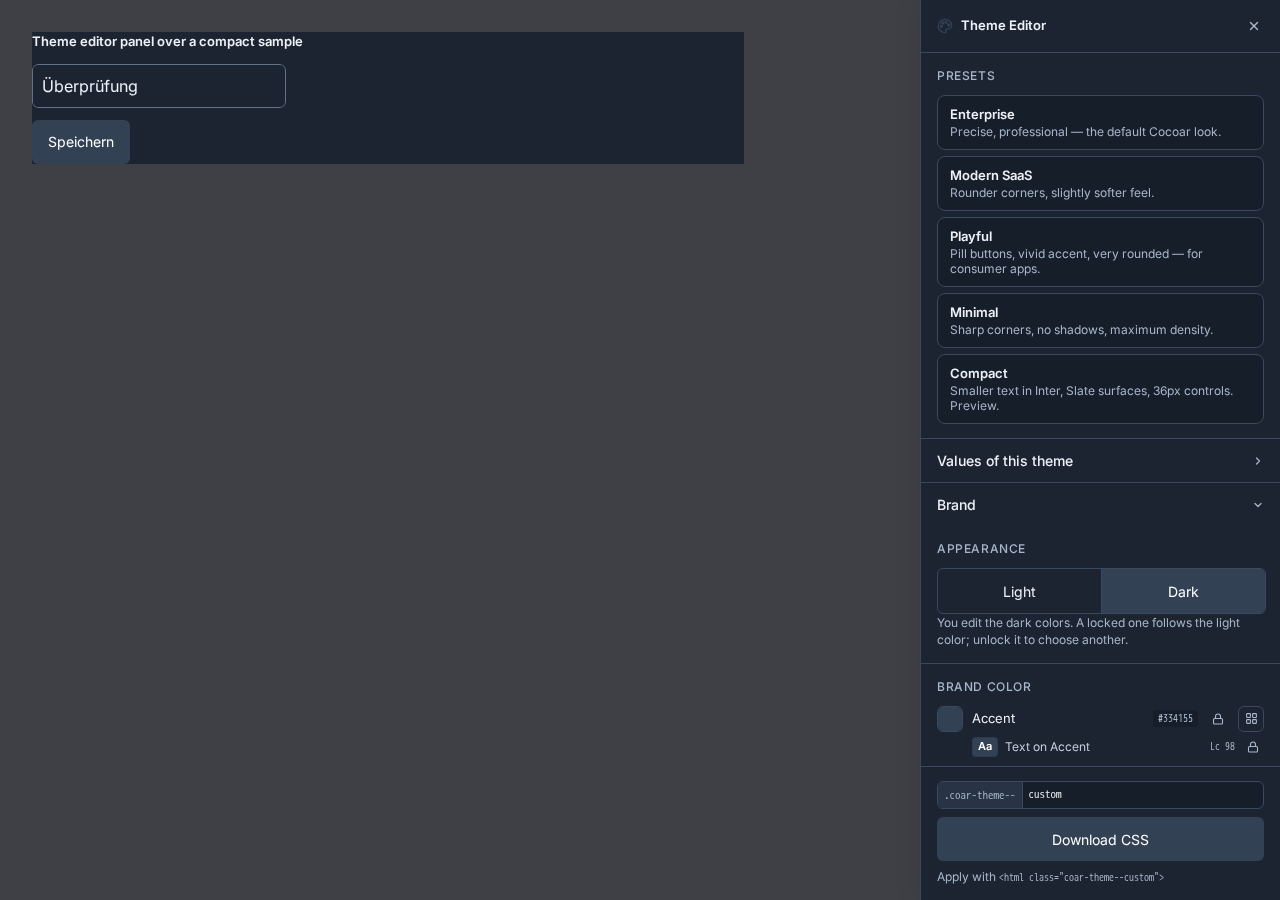 Theme editor panel over a compact sample
Überprüfung
Speichern
Theme Editor
PRESETS
Enterprise
Precise, professional — the default Cocoar look.
Modern SaaS
Rounder corners, slightly softer feel.
Playful
Pill buttons, vivid accent, very rounded — for
consumer apps.
Minimal
Sharp corners, no shadows, maximum density.
Compact
Smaller text in Inter, Slate surfaces, 36px controls.
Preview.
Values of this theme
Brand
APPEARANCE
Light Dark
You edit the dark colors. A locked one follows the light
color; unlock it to choose another.
BRAND COLOR
Accent #334155
Aa Text on Accent Lc 98
.coar-theme-- custom
Download CSS
Apply with <html class="coar-theme--custom">